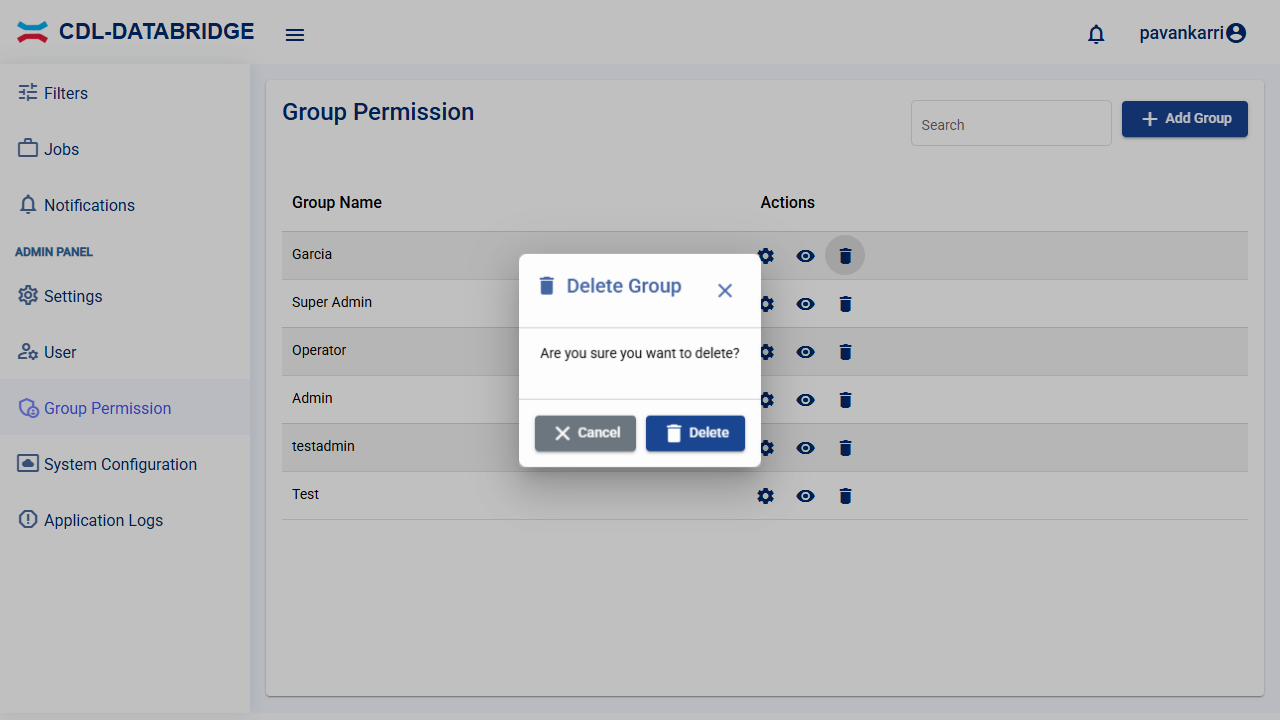 CDL-DATABRIDGE
pavankarri
Filters
Jobs
Notifications
ADMIN PANEL
Settings
User
Group Permission
System Configuration
Application Logs
Group Permission
Search
Add Group
Group Name Actions
Garcia
Super Admin
Operator
Admin
testadmin
Test
Delete Group
Are you sure you want to delete?
Cancel Delete